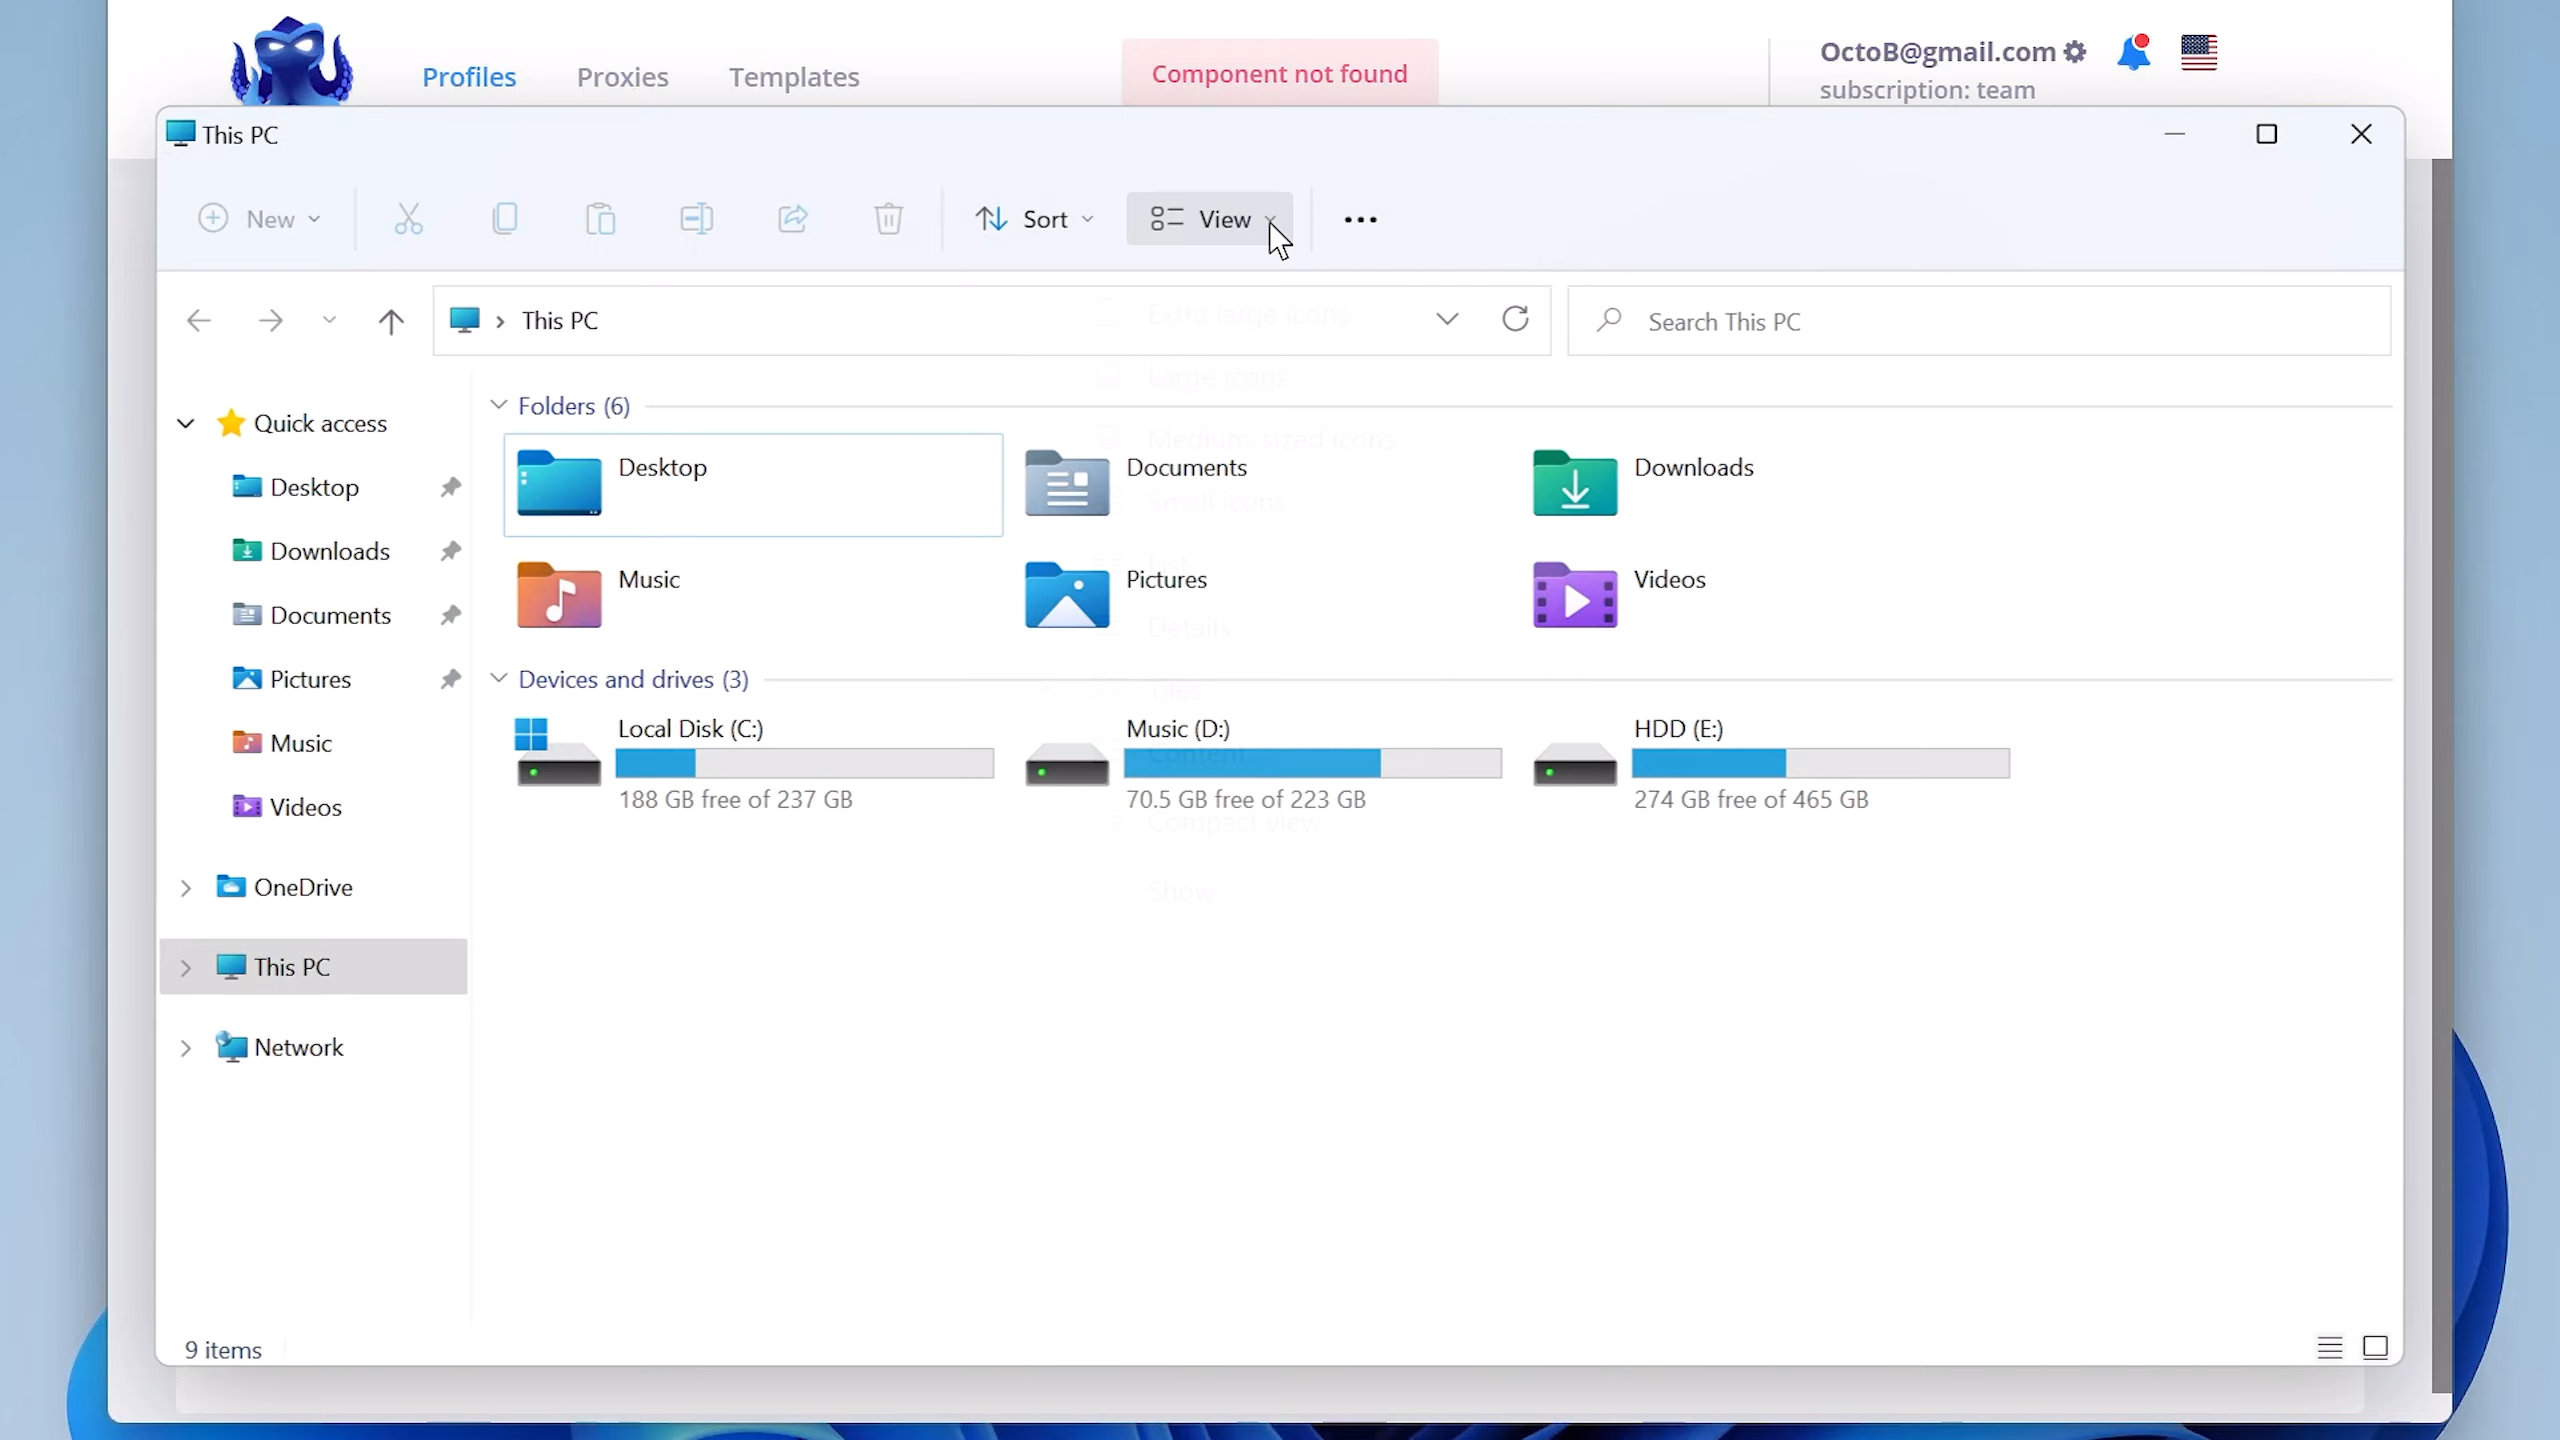 Profiles Proxies Templates
Component not found
OctoB@gmail.com
subscription: team
This PC
New Sort View
This PC
Search This PC
Quick access
Desktop
Downloads
Documents
Pictures
Music
Videos
OneDrive
This PC
Network
Folders (6)
Desktop Documents Downloads
Music Pictures Videos
Devices and drives (3)
Local Disk (C:) Music (D:) HDD (E:)
188 GB free of 237 GB 70.5 GB free of 223 GB 274 GB free of 465 GB
Extra large icons
Large icons
Medium-sized icons
Small icons
List
Details
Tiles
Content
Compact view
Show
9 items